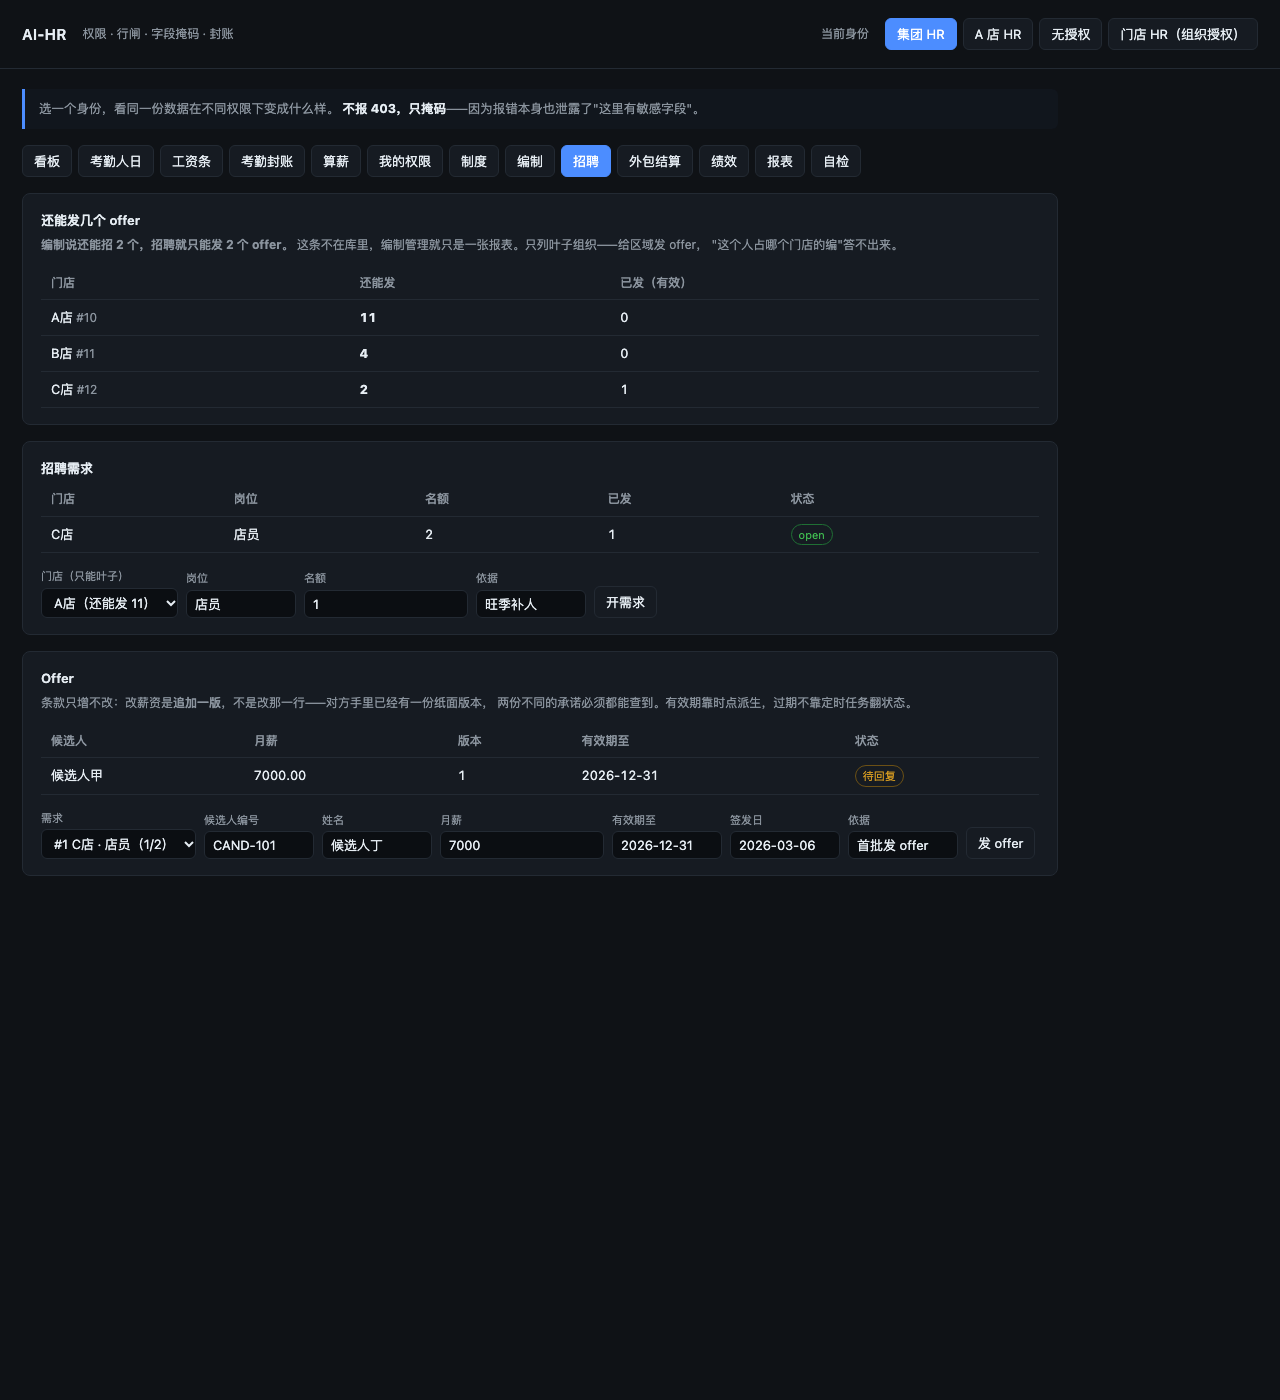 AI-HR 权限 · 行闸 · 字段掩码 · 封账 当前身份 集团 HR A 店 HR 无授权 门店 HR（组织授权）
选一个身份，看同一份数据在不同权限下变成什么样。 不报 403，只掩码——因为报错本身也泄露了"这里有敏感字段"。
看板 考勤人日 工资条 考勤封账 算薪 我的权限 制度 编制 招聘 外包结算 绩效 报表 自检
还能发几个 offer
编制说还能招 2 个，招聘就只能发 2 个 offer。 这条不在库里，编制管理就只是一张报表。只列叶子组织——给区域发 offer， "这个人占哪个门店的编"答不出来。
门店 还能发 已发（有效）
A店 #10 11 0
B店 #11 4 0
C店 #12 2 1
招聘需求
门店 岗位 名额 已发 状态
C店 店员 2 1 open
门店（只能叶子） 岗位 名额 依据
A店（还能发 11） 店员 1 旺季补人 开需求
Offer
条款只增不改：改薪资是追加一版，不是改那一行——对方手里已经有一份纸面版本， 两份不同的承诺必须都能查到。有效期靠时点派生，过期不靠定时任务翻状态。
候选人 月薪 版本 有效期至 状态
候选人甲 7000.00 1 2026-12-31 待回复
需求 候选人编号 姓名 月薪 有效期至 签发日 依据
#1 C店 · 店员（1/2） CAND-101 候选人丁 7000 2026-12-31 2026-03-06 首批发 offer 发 offer